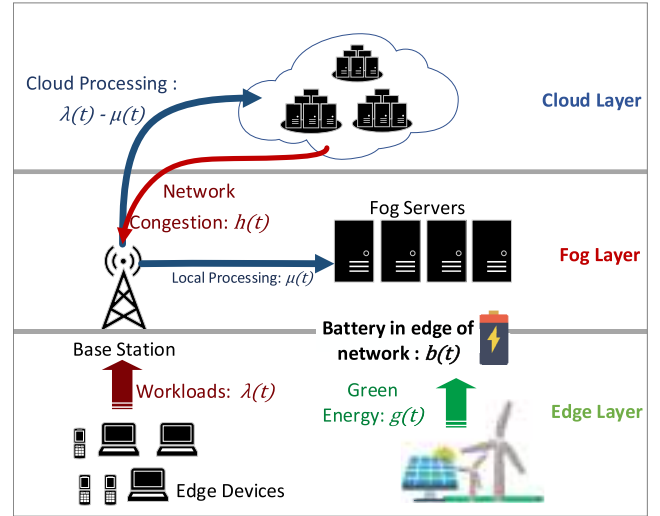 Cloud Processing :
λ(t) - μ(t)
Cloud Layer
Network
Congestion: h(t)
Fog Servers
Local Processing: μ(t)
Fog Layer
Base Station
Battery in edge of
network : b(t)
Workloads: λ(t)
Green
Energy: g(t)
Edge Layer
Edge Devices